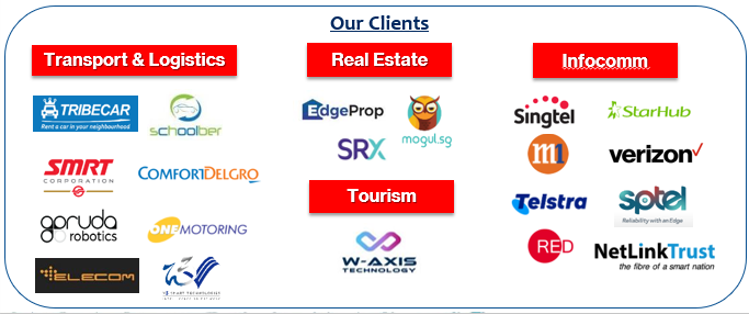 Our Clients
Transport & Logistics
TRIBECAR
Rent a car in your neighbourhood
schoolber
SMRT
CORPORATION
COMFORTDELGRO
garuda
robotics
ONEMOTORING
ELECOM
Real Estate
EdgeProp
mogul.sg
SRX
Tourism
W-AXIS
TECHNOLOGY
Infocomm
Singtel
StarHub
M1
verizon
Telstra
sptel
Reliability with an Edge
RED
NetLinkTrust
the fibre of a smart nation